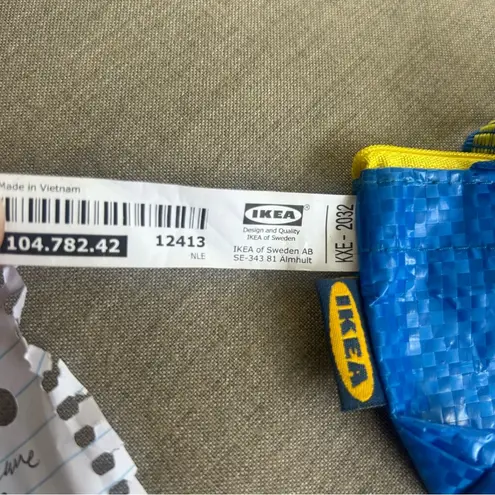 Made in Vietnam
104.782.42
12413
NLE
IKEA®
Design and Quality
IKEA of Sweden
IKEA of Sweden AB
SE-343 81 Älmhult
KXE - 2032
IKEA